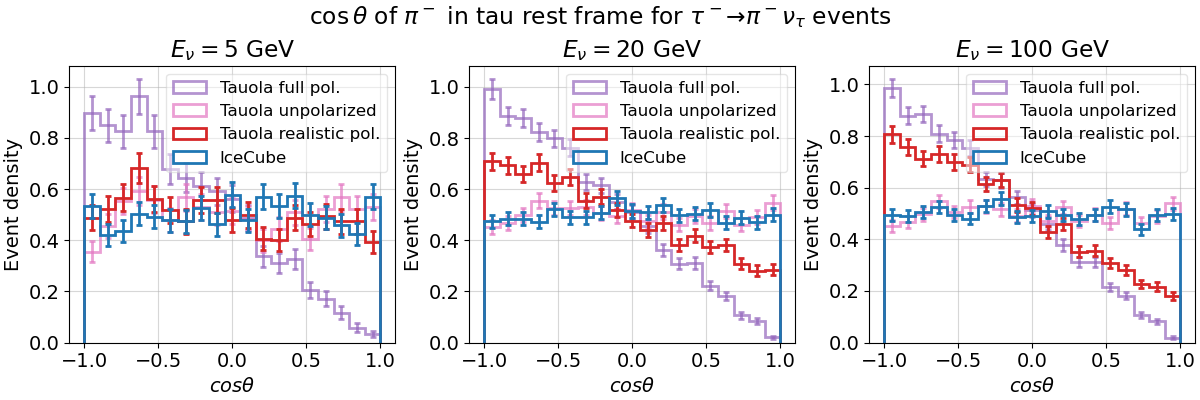 cos θ of π⁻ in tau rest frame for τ⁻→π⁻ν_τ events
E_ν = 5 GeV
Event density
1.0
0.8
0.6
0.4
0.2
0.0
Tauola full pol.
Tauola unpolarized
Tauola realistic pol.
IceCube
−1.0 −0.5 0.0 0.5 1.0
cosθ
E_ν = 20 GeV
Event density
1.0
0.8
0.6
0.4
0.2
0.0
Tauola full pol.
Tauola unpolarized
Tauola realistic pol.
IceCube
−1.0 −0.5 0.0 0.5 1.0
cosθ
E_ν = 100 GeV
Event density
1.0
0.8
0.6
0.4
0.2
0.0
Tauola full pol.
Tauola unpolarized
Tauola realistic pol.
IceCube
−1.0 −0.5 0.0 0.5 1.0
cosθ